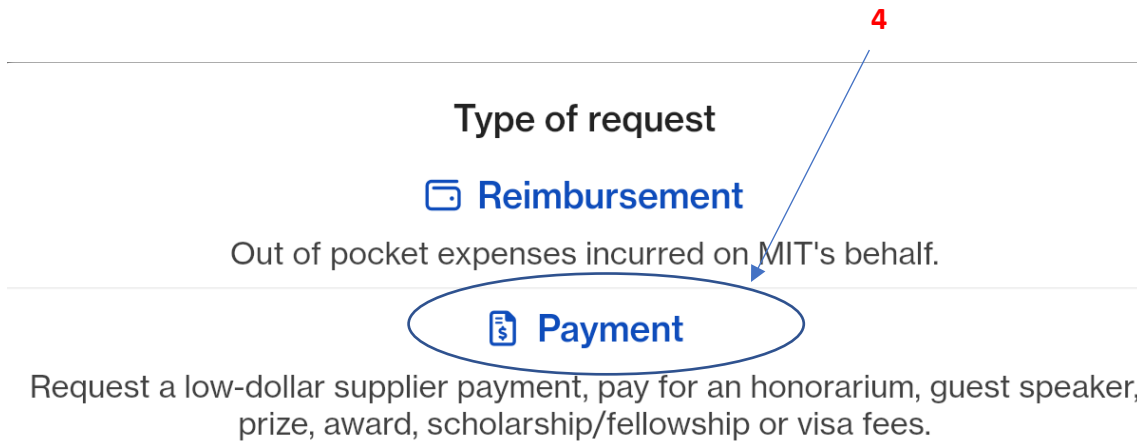 4
Type of request
Reimbursement
Out of pocket expenses incurred on MIT's behalf.
Payment
Request a low-dollar supplier payment, pay for an honorarium, guest speaker,
prize, award, scholarship/fellowship or visa fees.